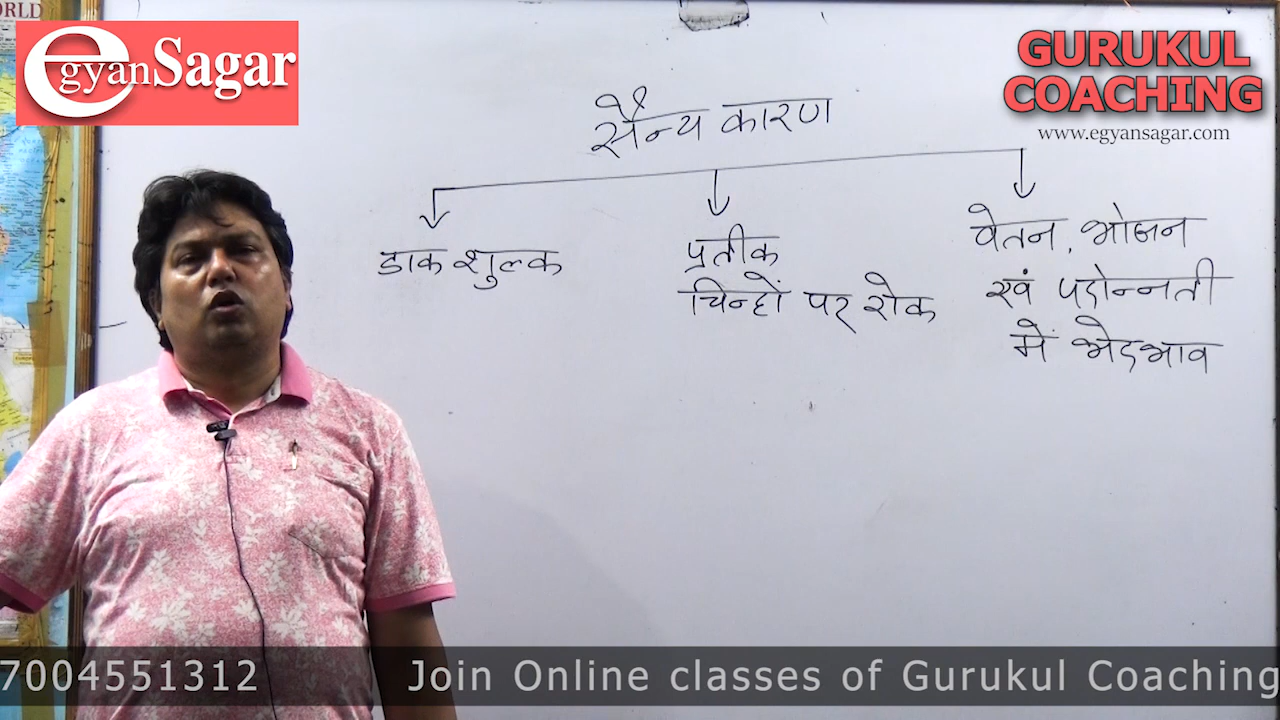 ORLD
egyanSagar
GURUKUL
COACHING
www.egyansagar.com
सैन्य कारण
डाक शुल्क
प्रतीक
चिन्हों पर रोक
वेतन, भोजन
एवं पदोन्नती
में भेदभाव
7004551312 Join Online classes of Gurukul Coaching